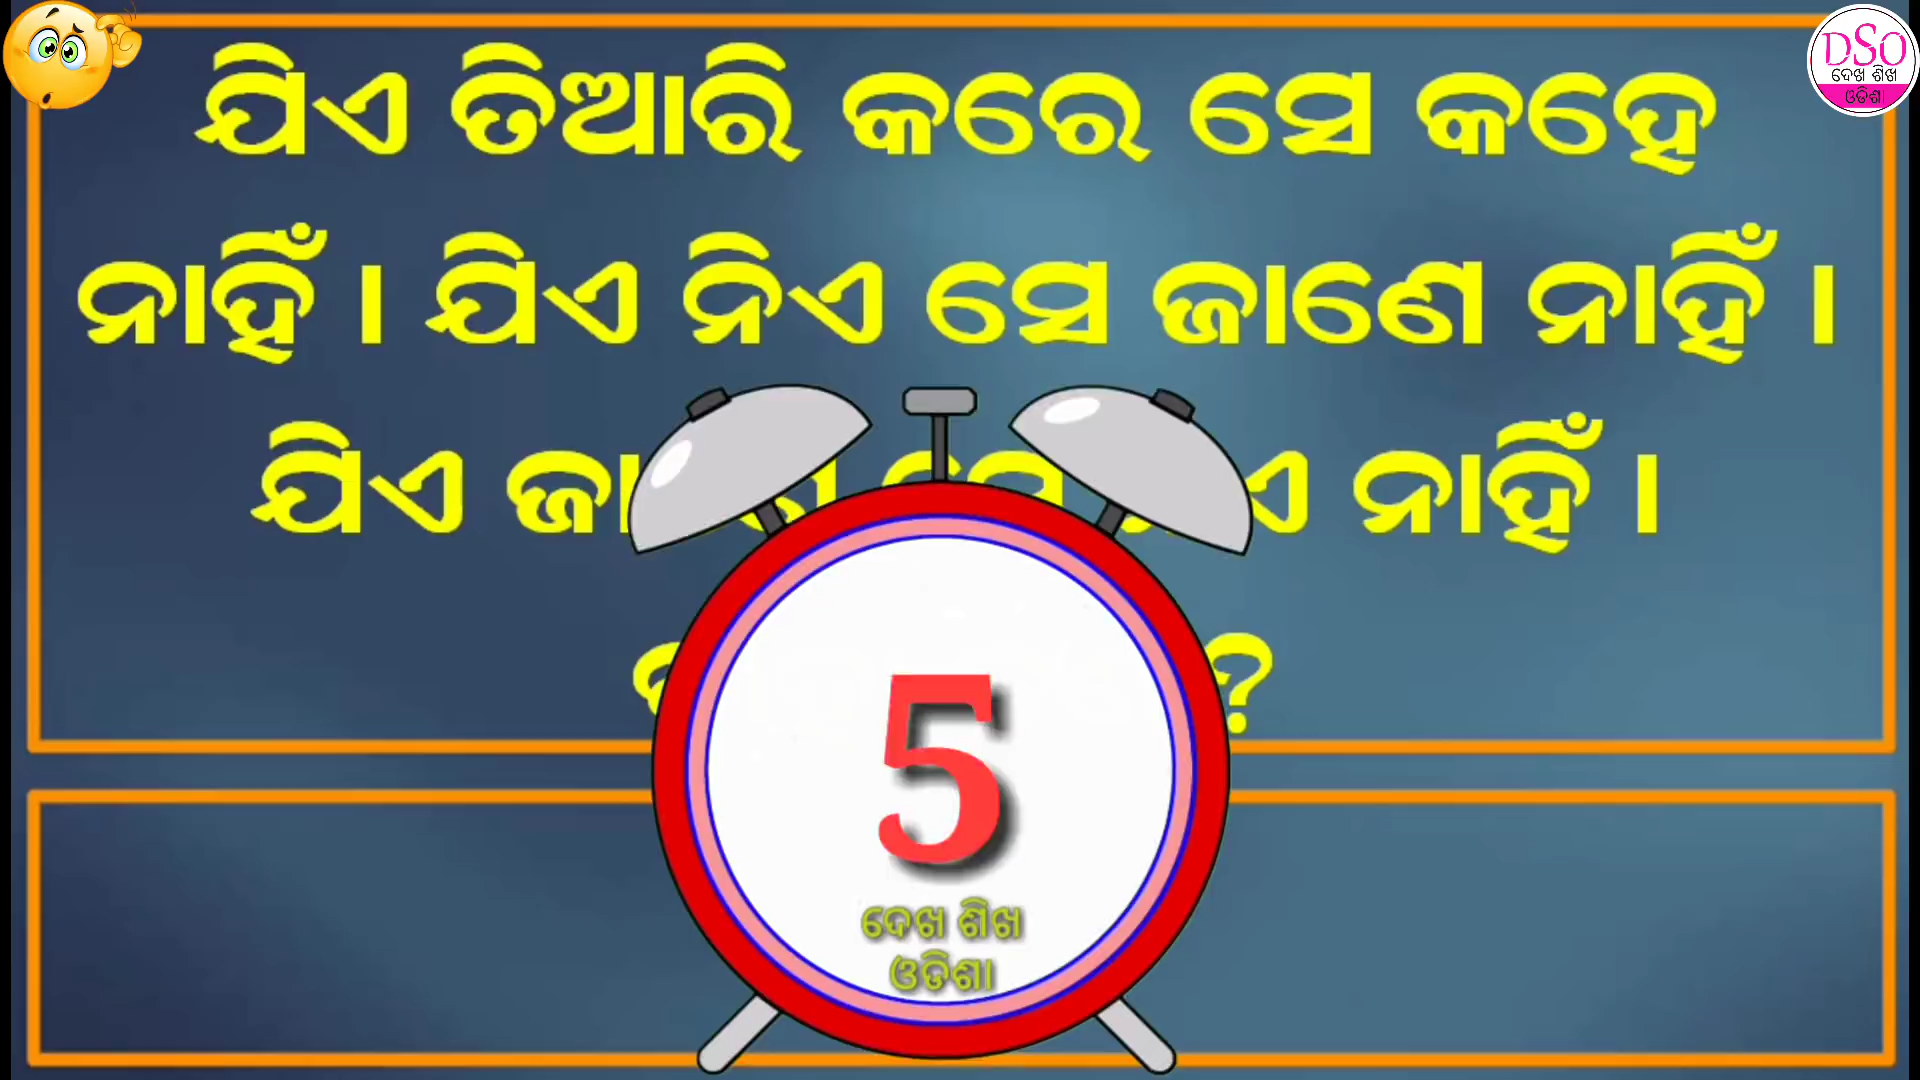 ଯିଏ ତିଆରି କରେ ସେ କହେ
ନାହିଁ । ଯିଏ ନିଏ ସେ ଜାଣେ ନାହିଁ ।
ଯିଏ ନାହିଁ ।
?
5
ଦେଖ ଶିଖ
ଓଡିଶା
DSO
ଦେଖ ଶିଖ
ଓଡିଶା